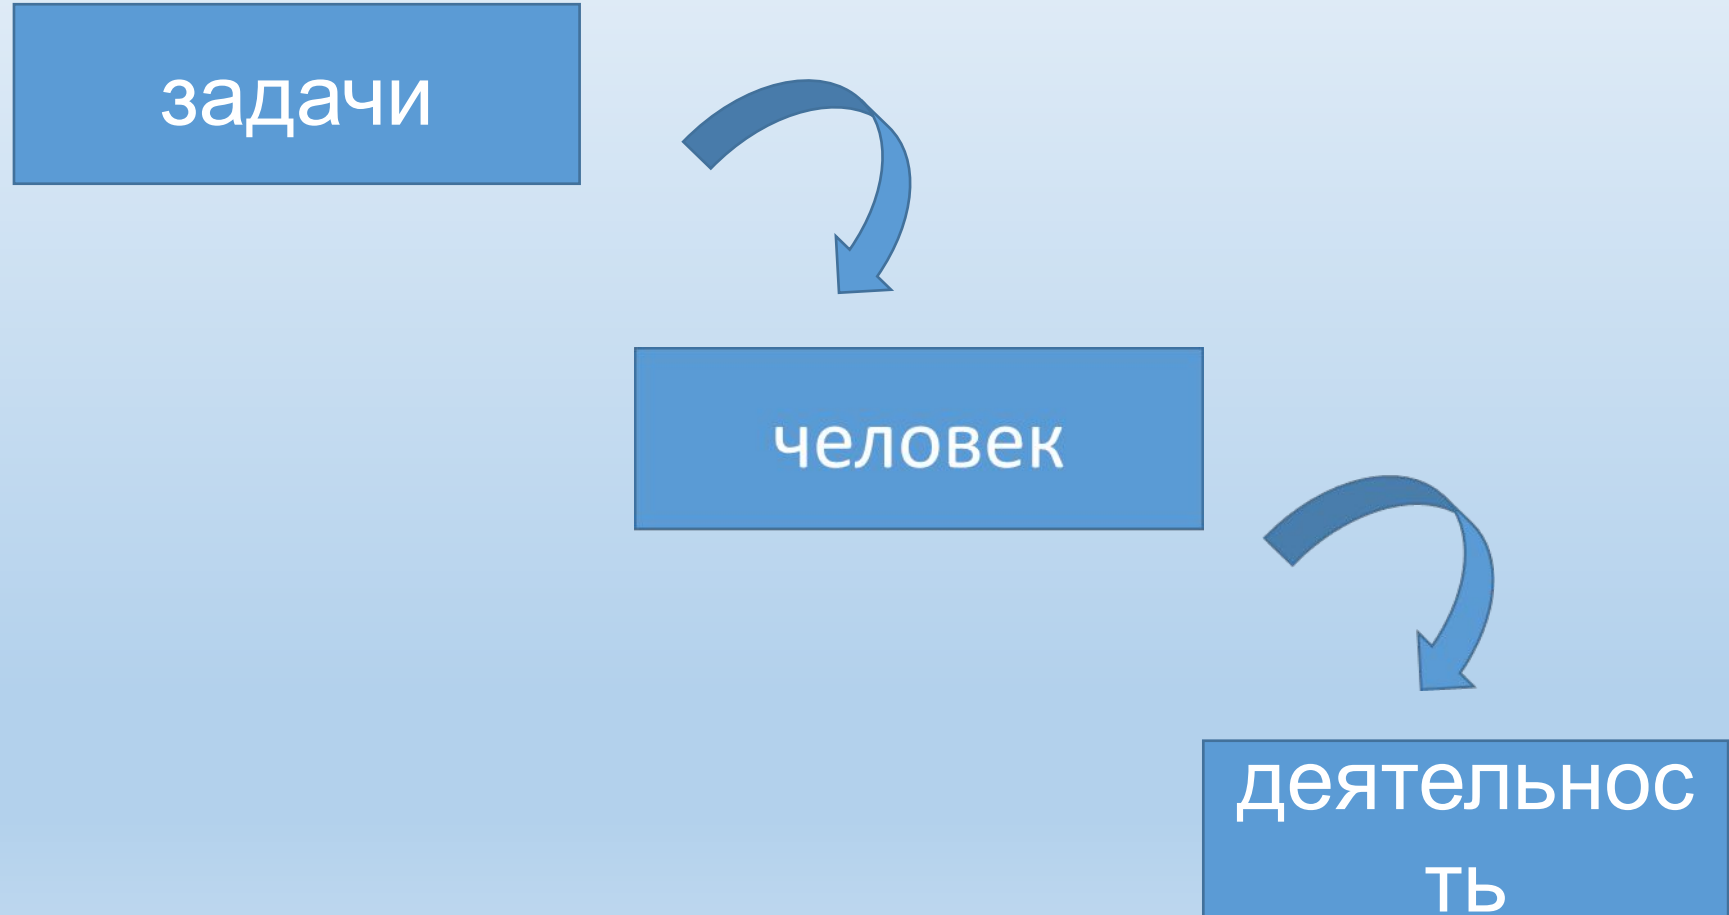 задачи
человек
деятельнос
ть